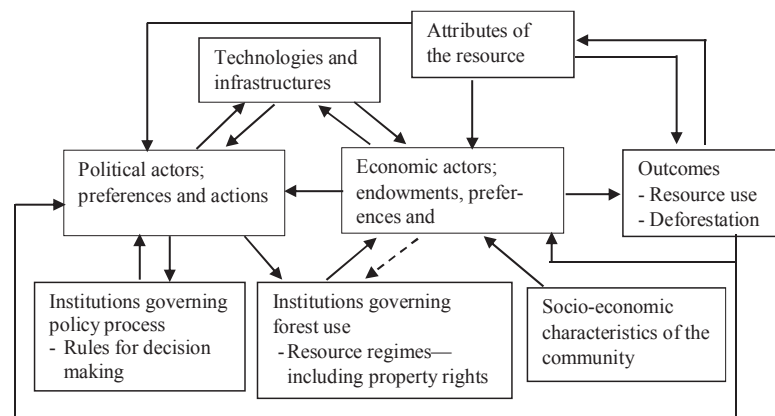 Attributes of
the resource
Technologies and
infrastructures
Political actors;
preferences and actions
Economic actors;
endowments, prefer-
ences and
Outcomes
- Resource use
- Deforestation
Institutions governing
policy process
- Rules for decision
making
Institutions governing
forest use
- Resource regimes—
including property rights
Socio-economic
characteristics of the
community